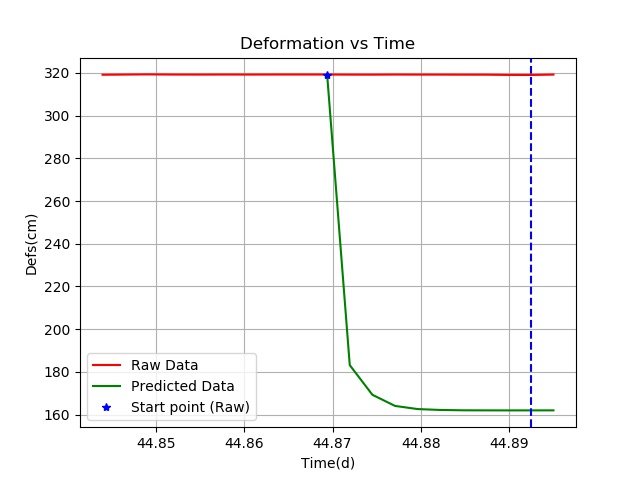 Deformation vs Time
Defs(cm)
320
300
280
260
240
220
200
180
160
Raw Data
Predicted Data
Start point (Raw)
44.85 44.86 44.87 44.88 44.89
Time(d)